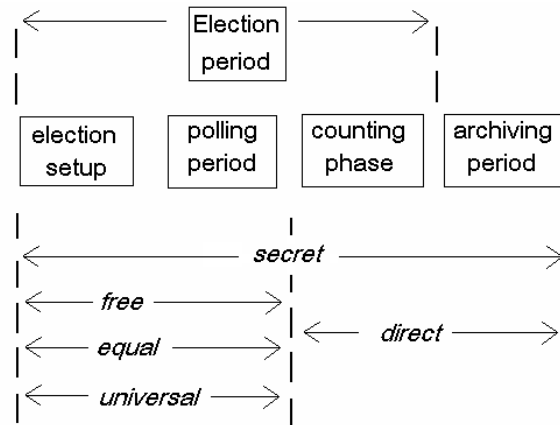 Election
period
election
setup
polling
period
counting
phase
archiving
period
secret
free
direct
equal
universal